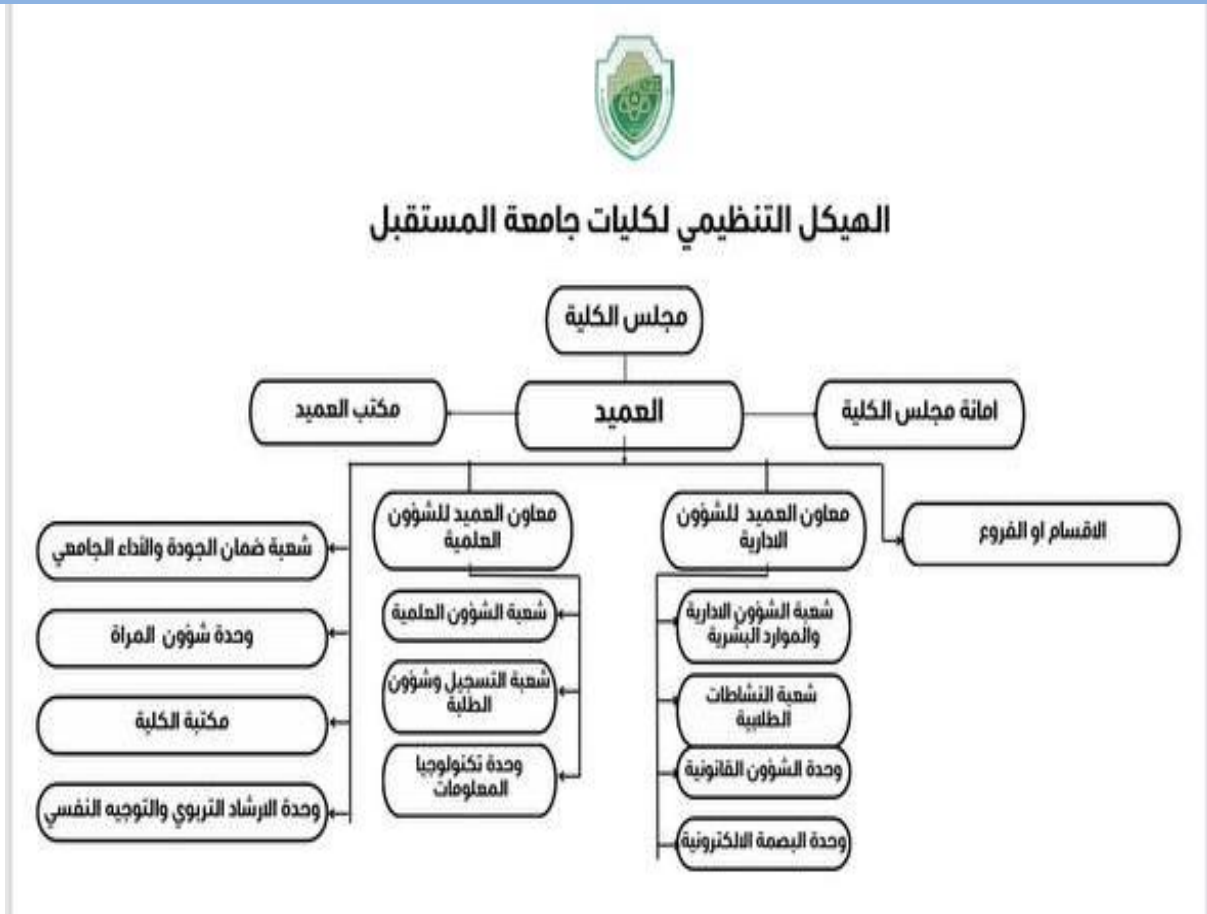 الهيكل التنظيمي لكليات جامعة المستقبل
مجلس الكلية
امانة مجلس الكلية
العميد
مكتب العميد
الاقسام او الفروع
معاون العميد للشؤون
الادارية
شعبة الشؤون الادارية
والموارد البشرية
شعبة النشاطات
الطلابية
وحدة الشؤون القانونية
وحدة البصمة الالكترونية
معاون العميد للشؤون
العلمية
شعبة الشؤون العلمية
شعبة التسجيل وشؤون
الطلبة
وحدة تكنولوجيا
المعلومات
شعبة ضمان الجودة والأداء الجامعي
وحدة شؤون المراة
مكتبة الكلية
وحدة الارشاد التربوي والتوجيه النفسي